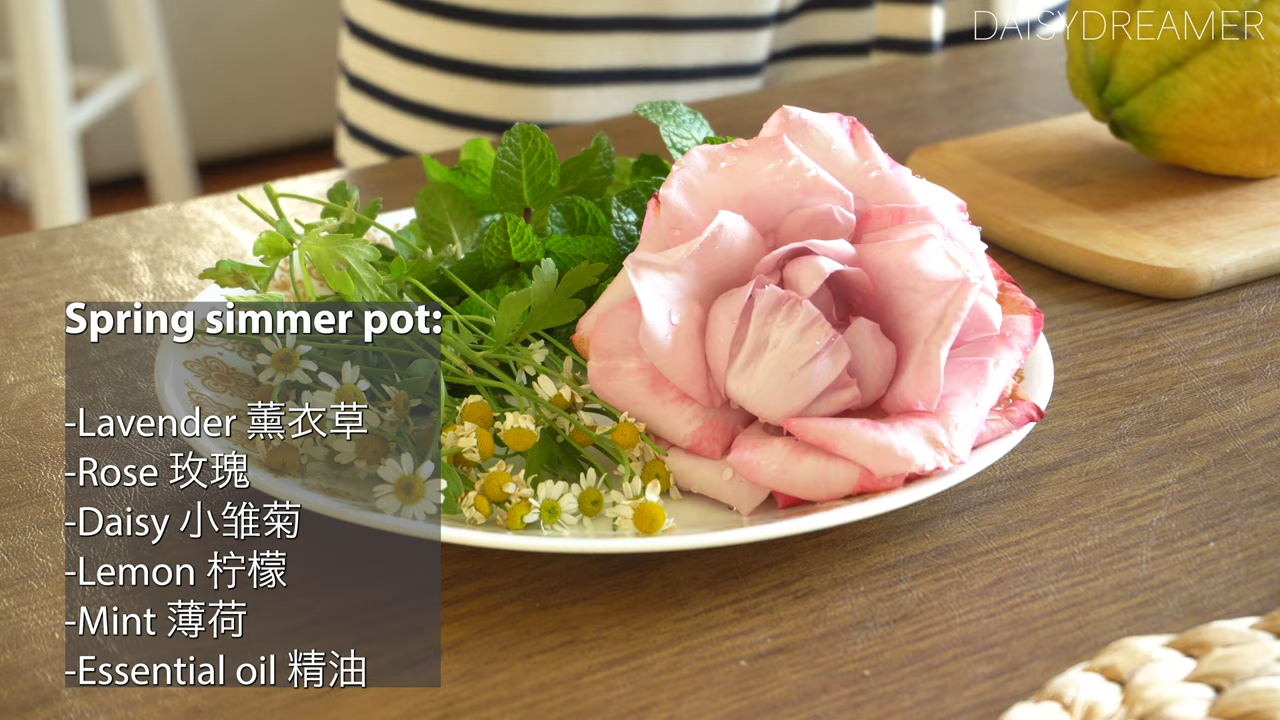 DAISYDREAMER
Spring simmer pot:
-Lavender 薰衣草
-Rose 玫瑰
-Daisy 小雏菊
-Lemon 柠檬
-Mint 薄荷
-Essential oil 精油